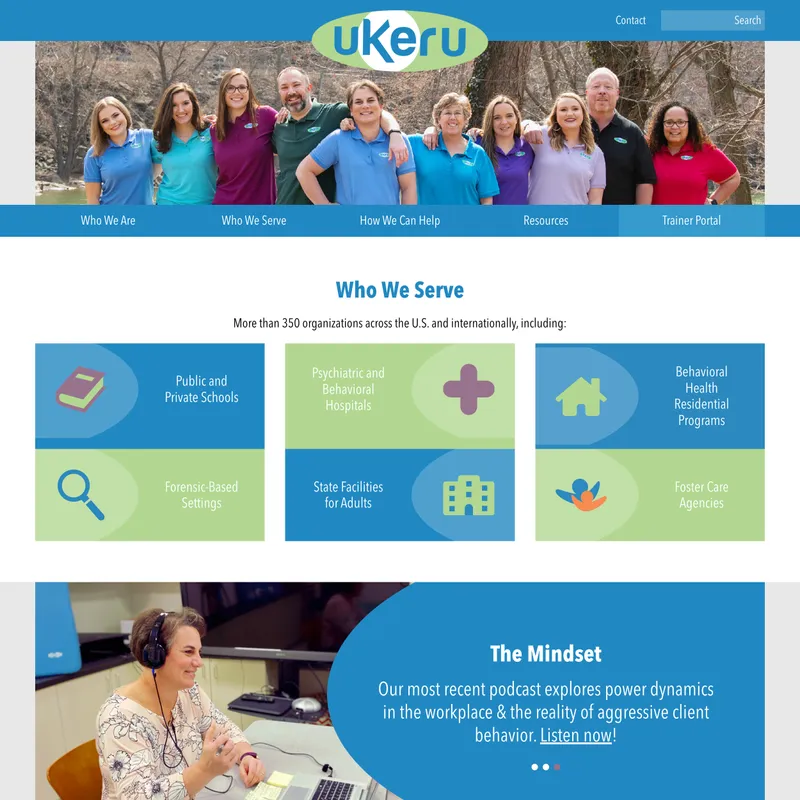 Contact
Search
uKeru
Who We Are
Who We Serve
How We Can Help
Resources
Trainer Portal
Who We Serve
More than 350 organizations across the U.S. and internationally, including:
Public and
Private Schools
Psychiatric and
Behavioral
Hospitals
Behavioral
Health
Residential
Programs
Forensic-Based
Settings
State Facilities
for Adults
Foster Care
Agencies
The Mindset
Our most recent podcast explores power dynamics
in the workplace & the reality of aggressive client
behavior. Listen now!